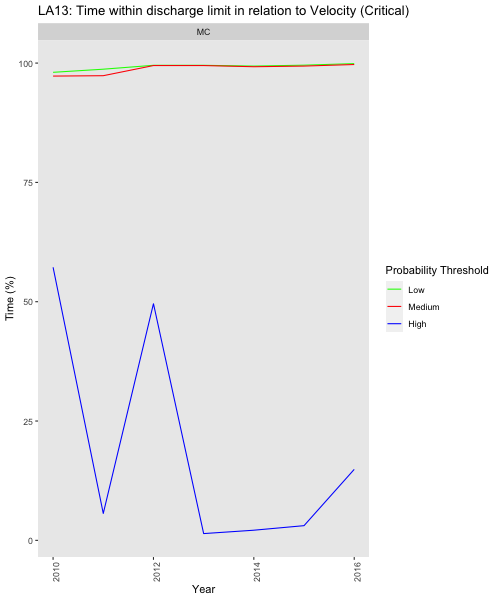 LA13: Time within discharge limit in relation to Velocity (Critical)
MC
100
75
50
25
0
Time (%)
2010
2012
2014
2016
Year
Probability Threshold
Low
Medium
High